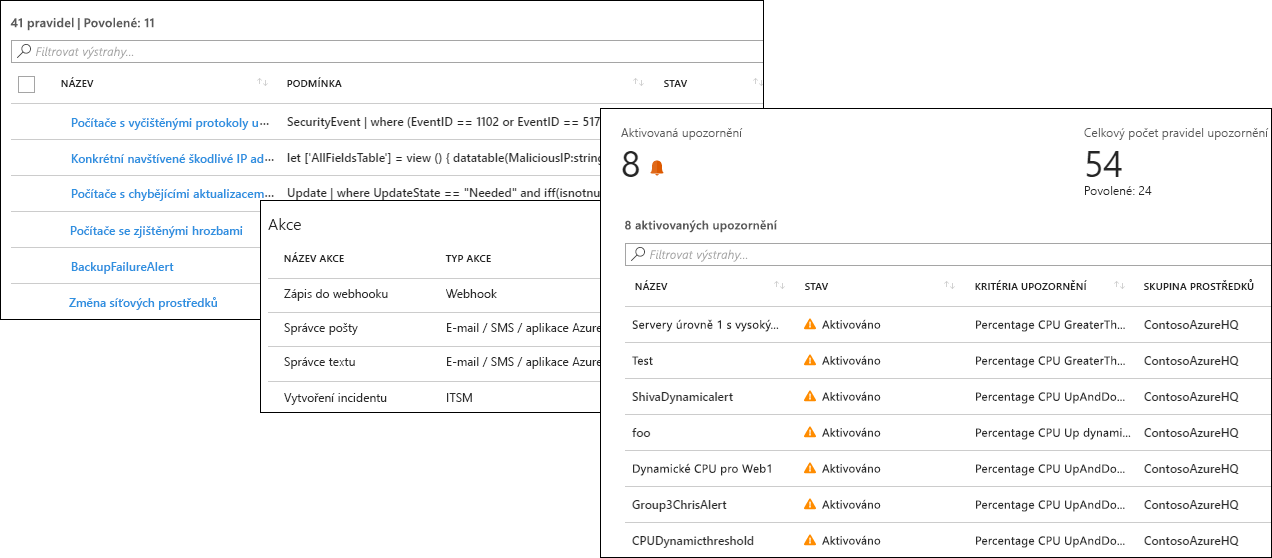 41 pravidel | Povolené: 11
Filtrovat výstrahy...
NÁZEV PODMÍNKA STAV
Počítače s vyčištěnými protokoly u... SecurityEvent | where (EventID == 1102 or EventID == 517
Konkrétní navštívené škodlivé IP ad... let ['AllFieldsTable'] = view () { datatable(MaliciousIP:string
Počítače s chybějícími aktualizacem... Update | where UpdateState == "Needed" and iff(isnotnu
Počítače se zjištěnými hrozbami
BackupFailureAlert
Změna síťových prostředků
Akce
NÁZEV AKCE TYP AKCE
Zápis do webhooku Webhook
Správce pošty E-mail / SMS / aplikace Azure
Správce textu E-mail / SMS / aplikace Azure
Vytvoření incidentu ITSM
Aktivovaná upozornění Celkový počet pravidel upozornění
8 54
Povolené: 24
8 aktivovaných upozornění
Filtrovat výstrahy...
NÁZEV STAV KRITÉRIA UPOZORNĚNÍ SKUPINA PROSTŘEDKŮ
Servery úrovně 1 s vysoký... Aktivováno Percentage CPU GreaterTh... ContosoAzureHQ
Test Aktivováno Percentage CPU GreaterTh... ContosoAzureHQ
ShivaDynamicalert Aktivováno Percentage CPU UpAndDo... ContosoAzureHQ
foo Aktivováno Percentage CPU Up dynami... ContosoAzureHQ
Dynamické CPU pro Web1 Aktivováno Percentage CPU UpAndDo... ContosoAzureHQ
Group3ChrisAlert Aktivováno Percentage CPU UpAndDo... ContosoAzureHQ
CPUDynamicthreshold Aktivováno Percentage CPU UpAndDo... ContosoAzureHQ